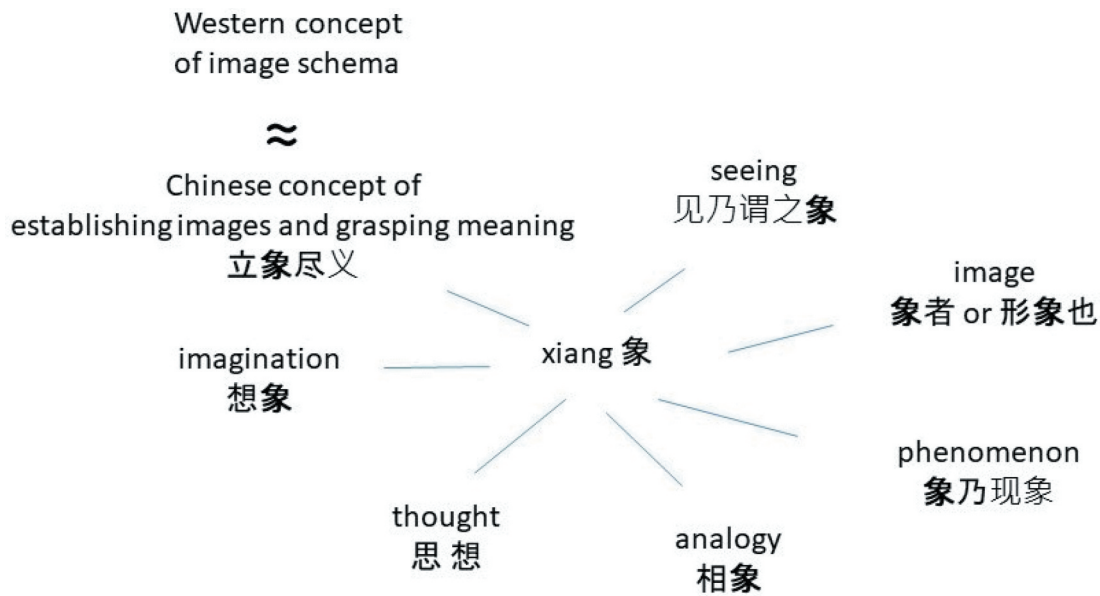 Western concept
of image schema
≈
Chinese concept of
establishing images and grasping meaning
立象尽义
seeing
见乃谓之象
image
象者 or 形象也
xiang 象
imagination
想象
phenomenon
象乃现象
thought
思 想
analogy
相象